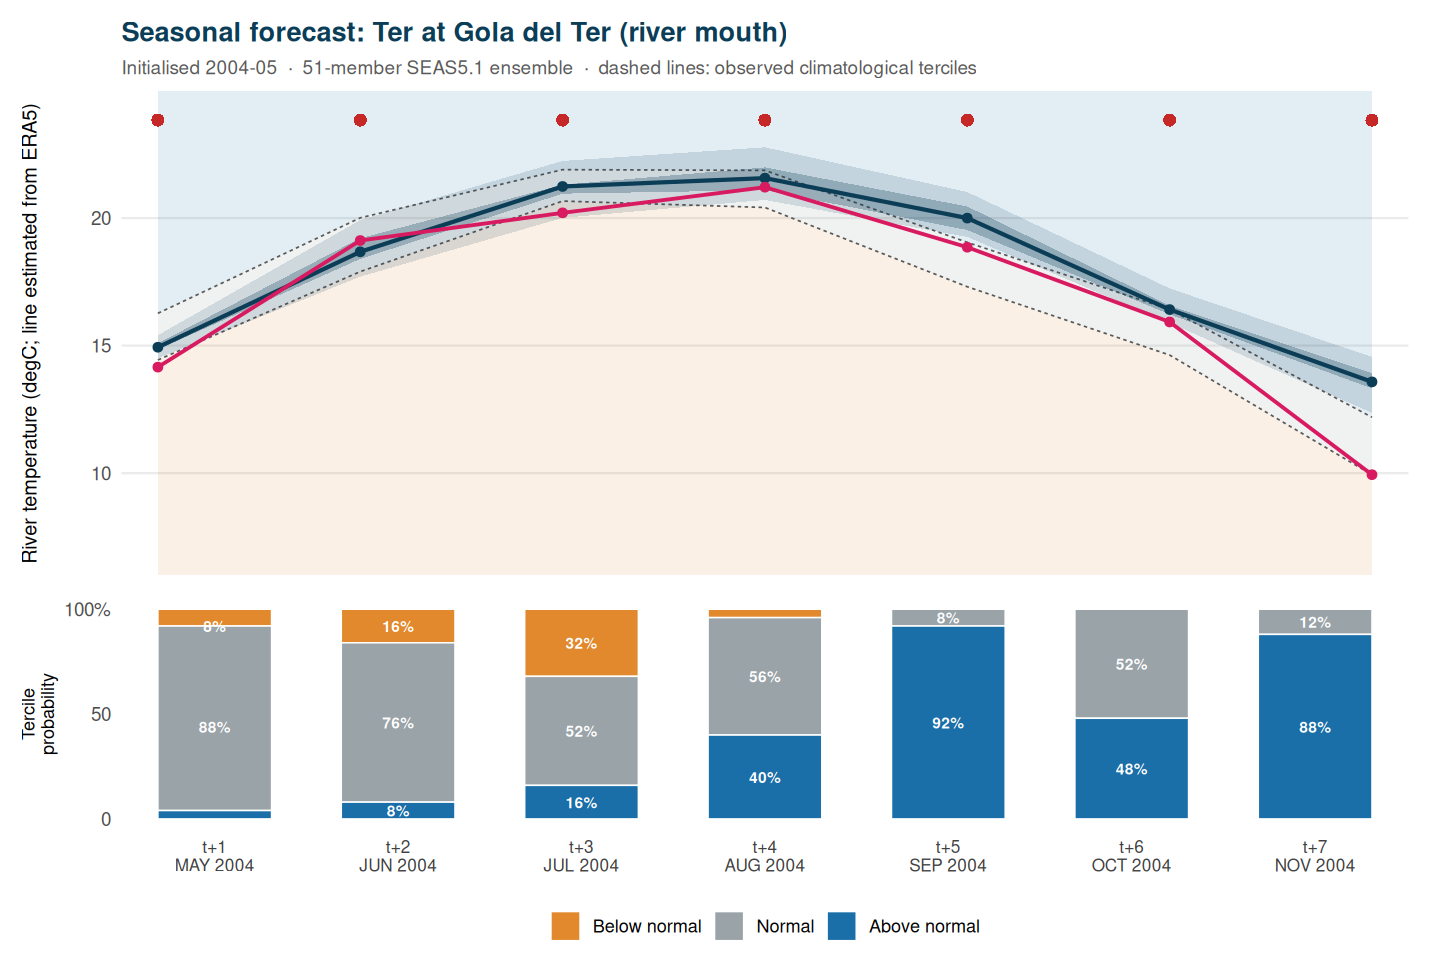 Seasonal forecast: Ter at Gola del Ter (river mouth)
Initialised 2004-05 · 51-member SEAS5.1 ensemble · dashed lines: observed climatological terciles
River temperature (degC; line estimated from ERA5)
20
15
10
Tercile
probability
100%
50
0
8%
88%
16%
76%
8%
32%
52%
16%
56%
40%
8%
92%
52%
48%
12%
88%
t+1
MAY 2004
t+2
JUN 2004
t+3
JUL 2004
t+4
AUG 2004
t+5
SEP 2004
t+6
OCT 2004
t+7
NOV 2004
Below normal
Normal
Above normal